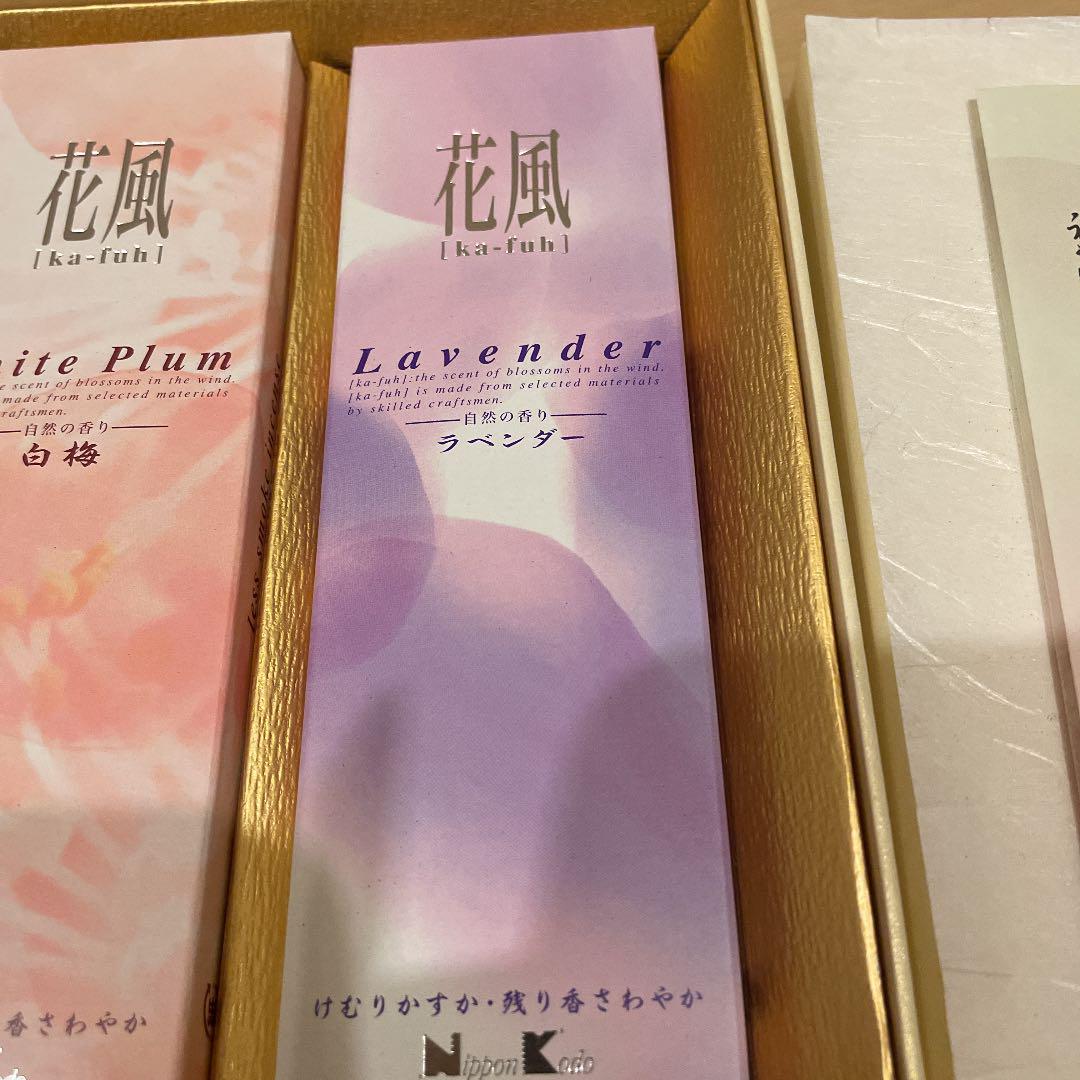 花風
[ka-fuh]
nite Plum
e scent of blossoms in the wind.
made from selected materials
raftsmen.
自然の香り
白梅
香さわやか
less smoke incense
花風
[ka-fuh]
Lavender
[ka-fuh]:the scent of blossoms in the wind.
[ka-fuh] is made from selected materials
by skilled craftsmen.
自然の香り
ラベンダー
けむりかすか・残り香さわやか
Nippon Kodo